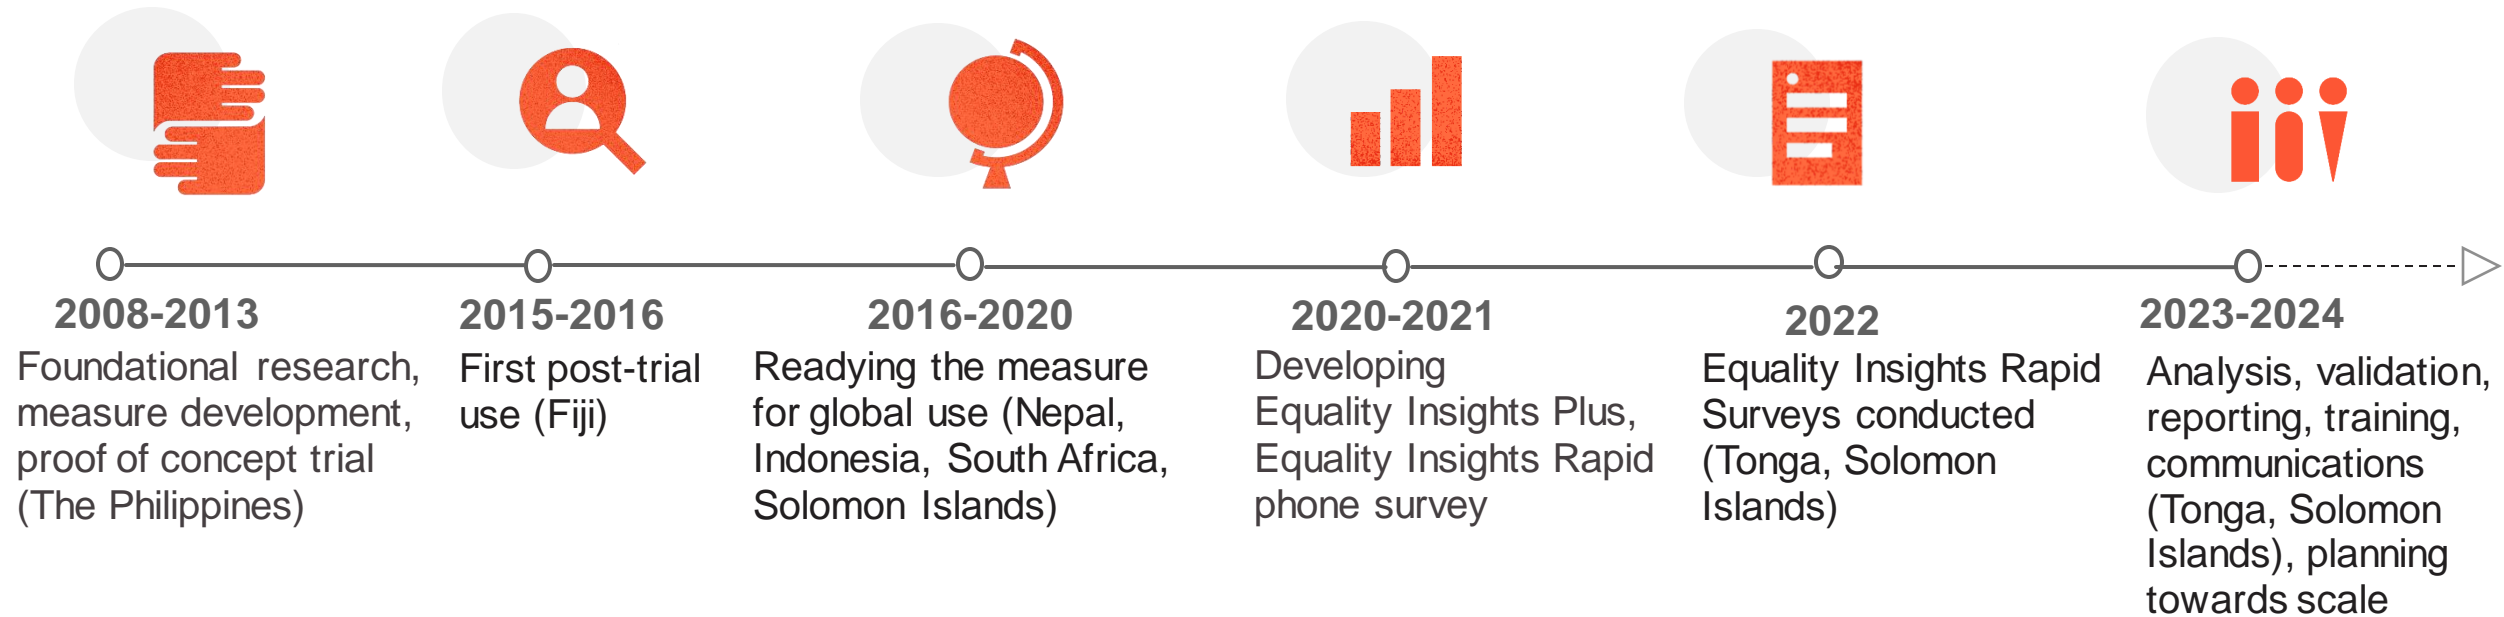 2008-2013
Foundational research,
measure development,
proof of concept trial
(The Philippines)
2015-2016
First post-trial
use (Fiji)
2016-2020
Readying the measure
for global use (Nepal,
Indonesia, South Africa,
Solomon Islands)
2020-2021
Developing
Equality Insights Plus,
Equality Insights Rapid
phone survey
2022
Equality Insights Rapid
Surveys conducted
(Tonga, Solomon
Islands)
2023-2024
Analysis, validation,
reporting, training,
communications
(Tonga, Solomon
Islands), planning
towards scale